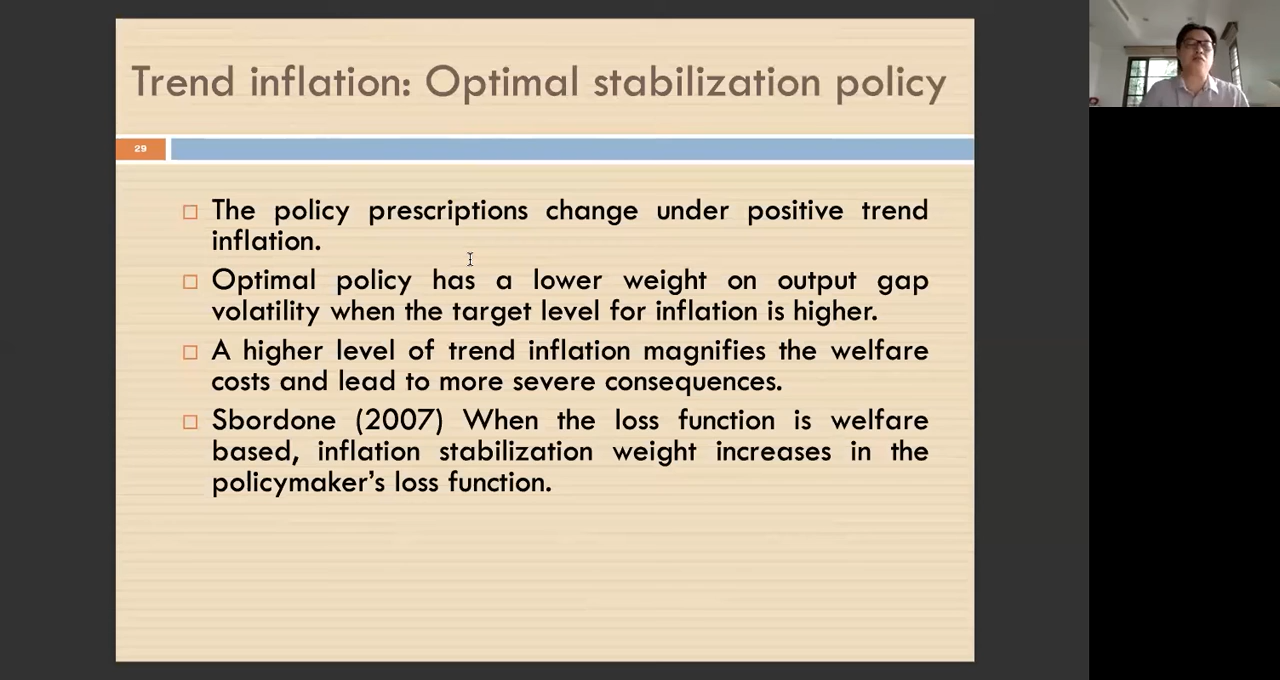 Trend inflation: Optimal stabilization policy
29
The policy prescriptions change under positive trend
inflation.
Optimal policy has a lower weight on output gap
volatility when the target level for inflation is higher.
A higher level of trend inflation magnifies the welfare
costs and lead to more severe consequences.
Sbordone (2007) When the loss function is welfare
based, inflation stabilization weight increases in the
policymaker’s loss function.